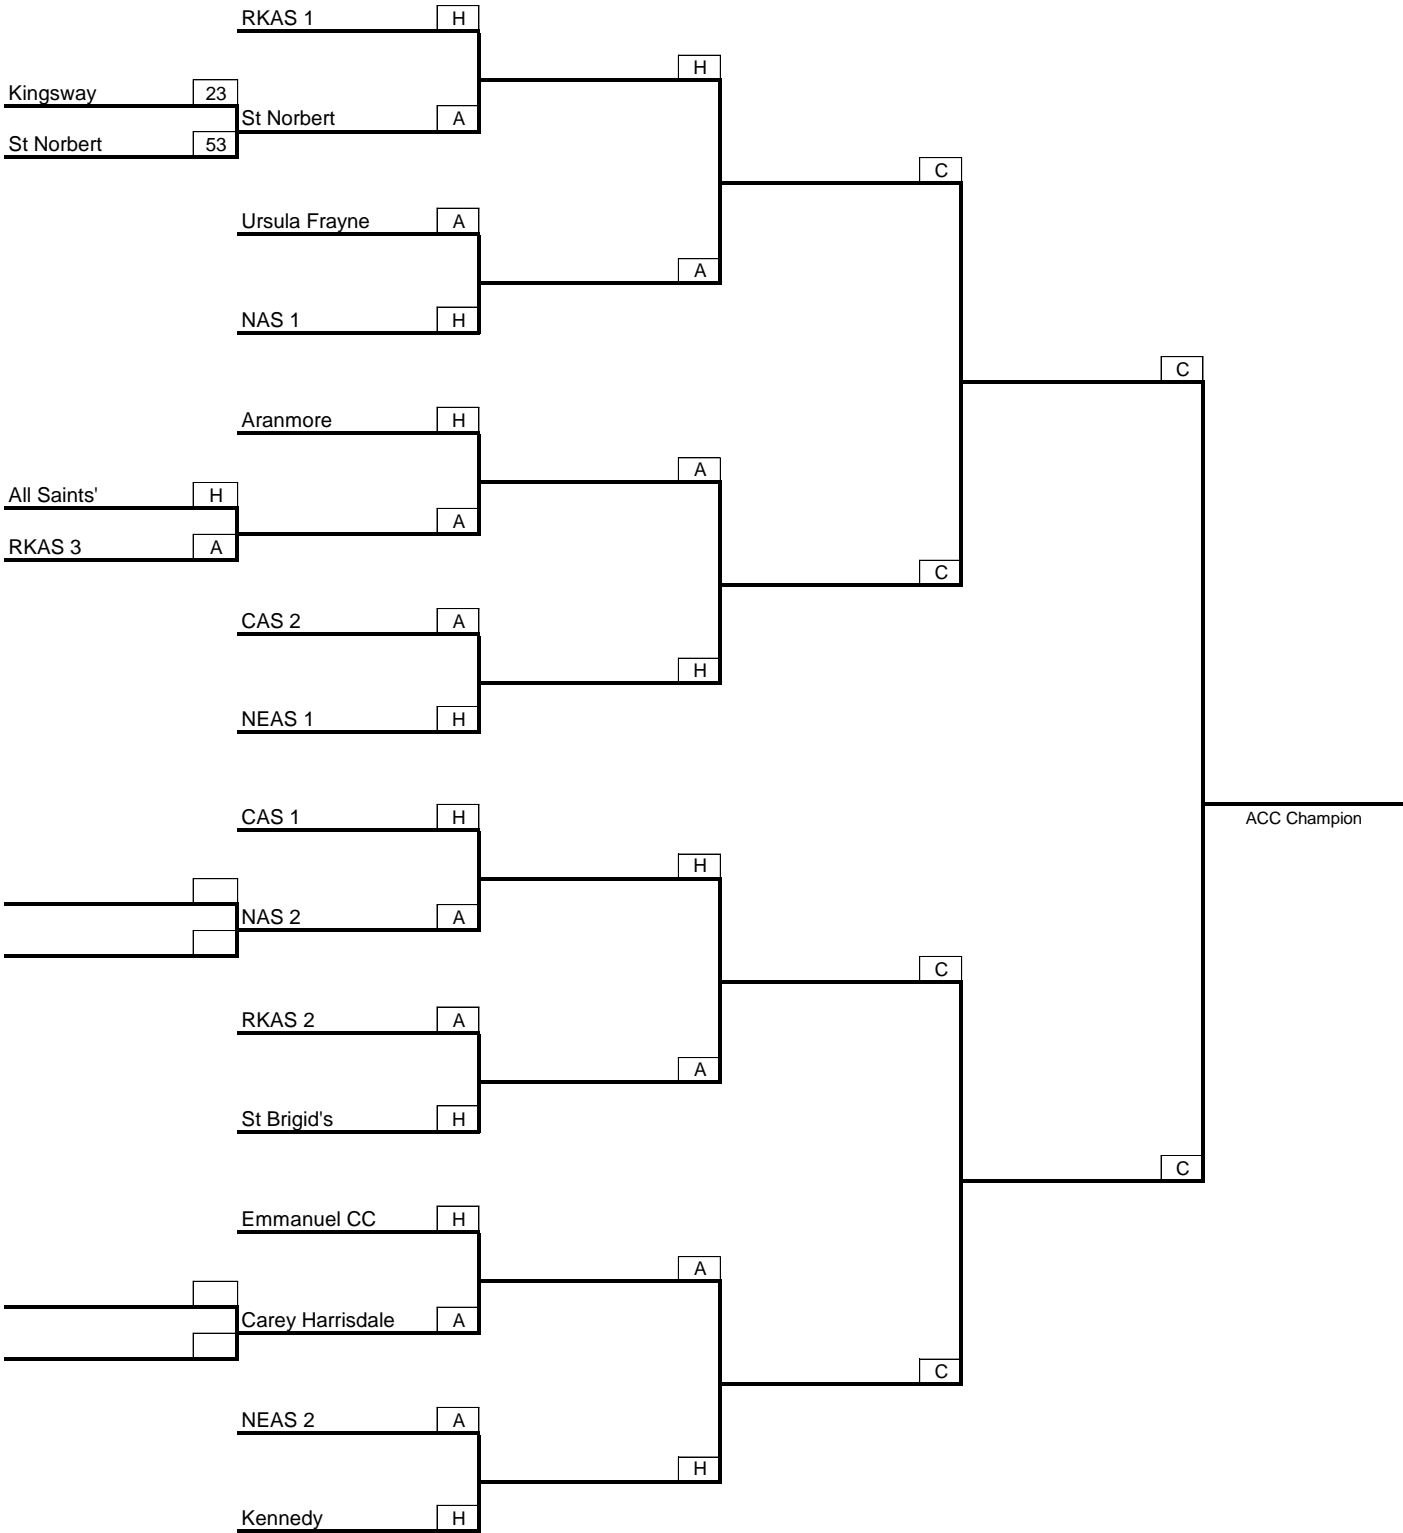 RKAS 1 H
H
Kingsway 23
St Norbert A
St Norbert 53
C
Ursula Frayne A
A
NAS 1 H
C
Aranmore H
A
All Saints' H
A
RKAS 3 A
C
CAS 2 A
H
NEAS 1 H
CAS 1 H
ACC Champion
H
NAS 2 A
C
RKAS 2 A
A
St Brigid's H
C
Emmanuel CC H
A
Carey Harrisdale A
C
NEAS 2 A
H
Kennedy H